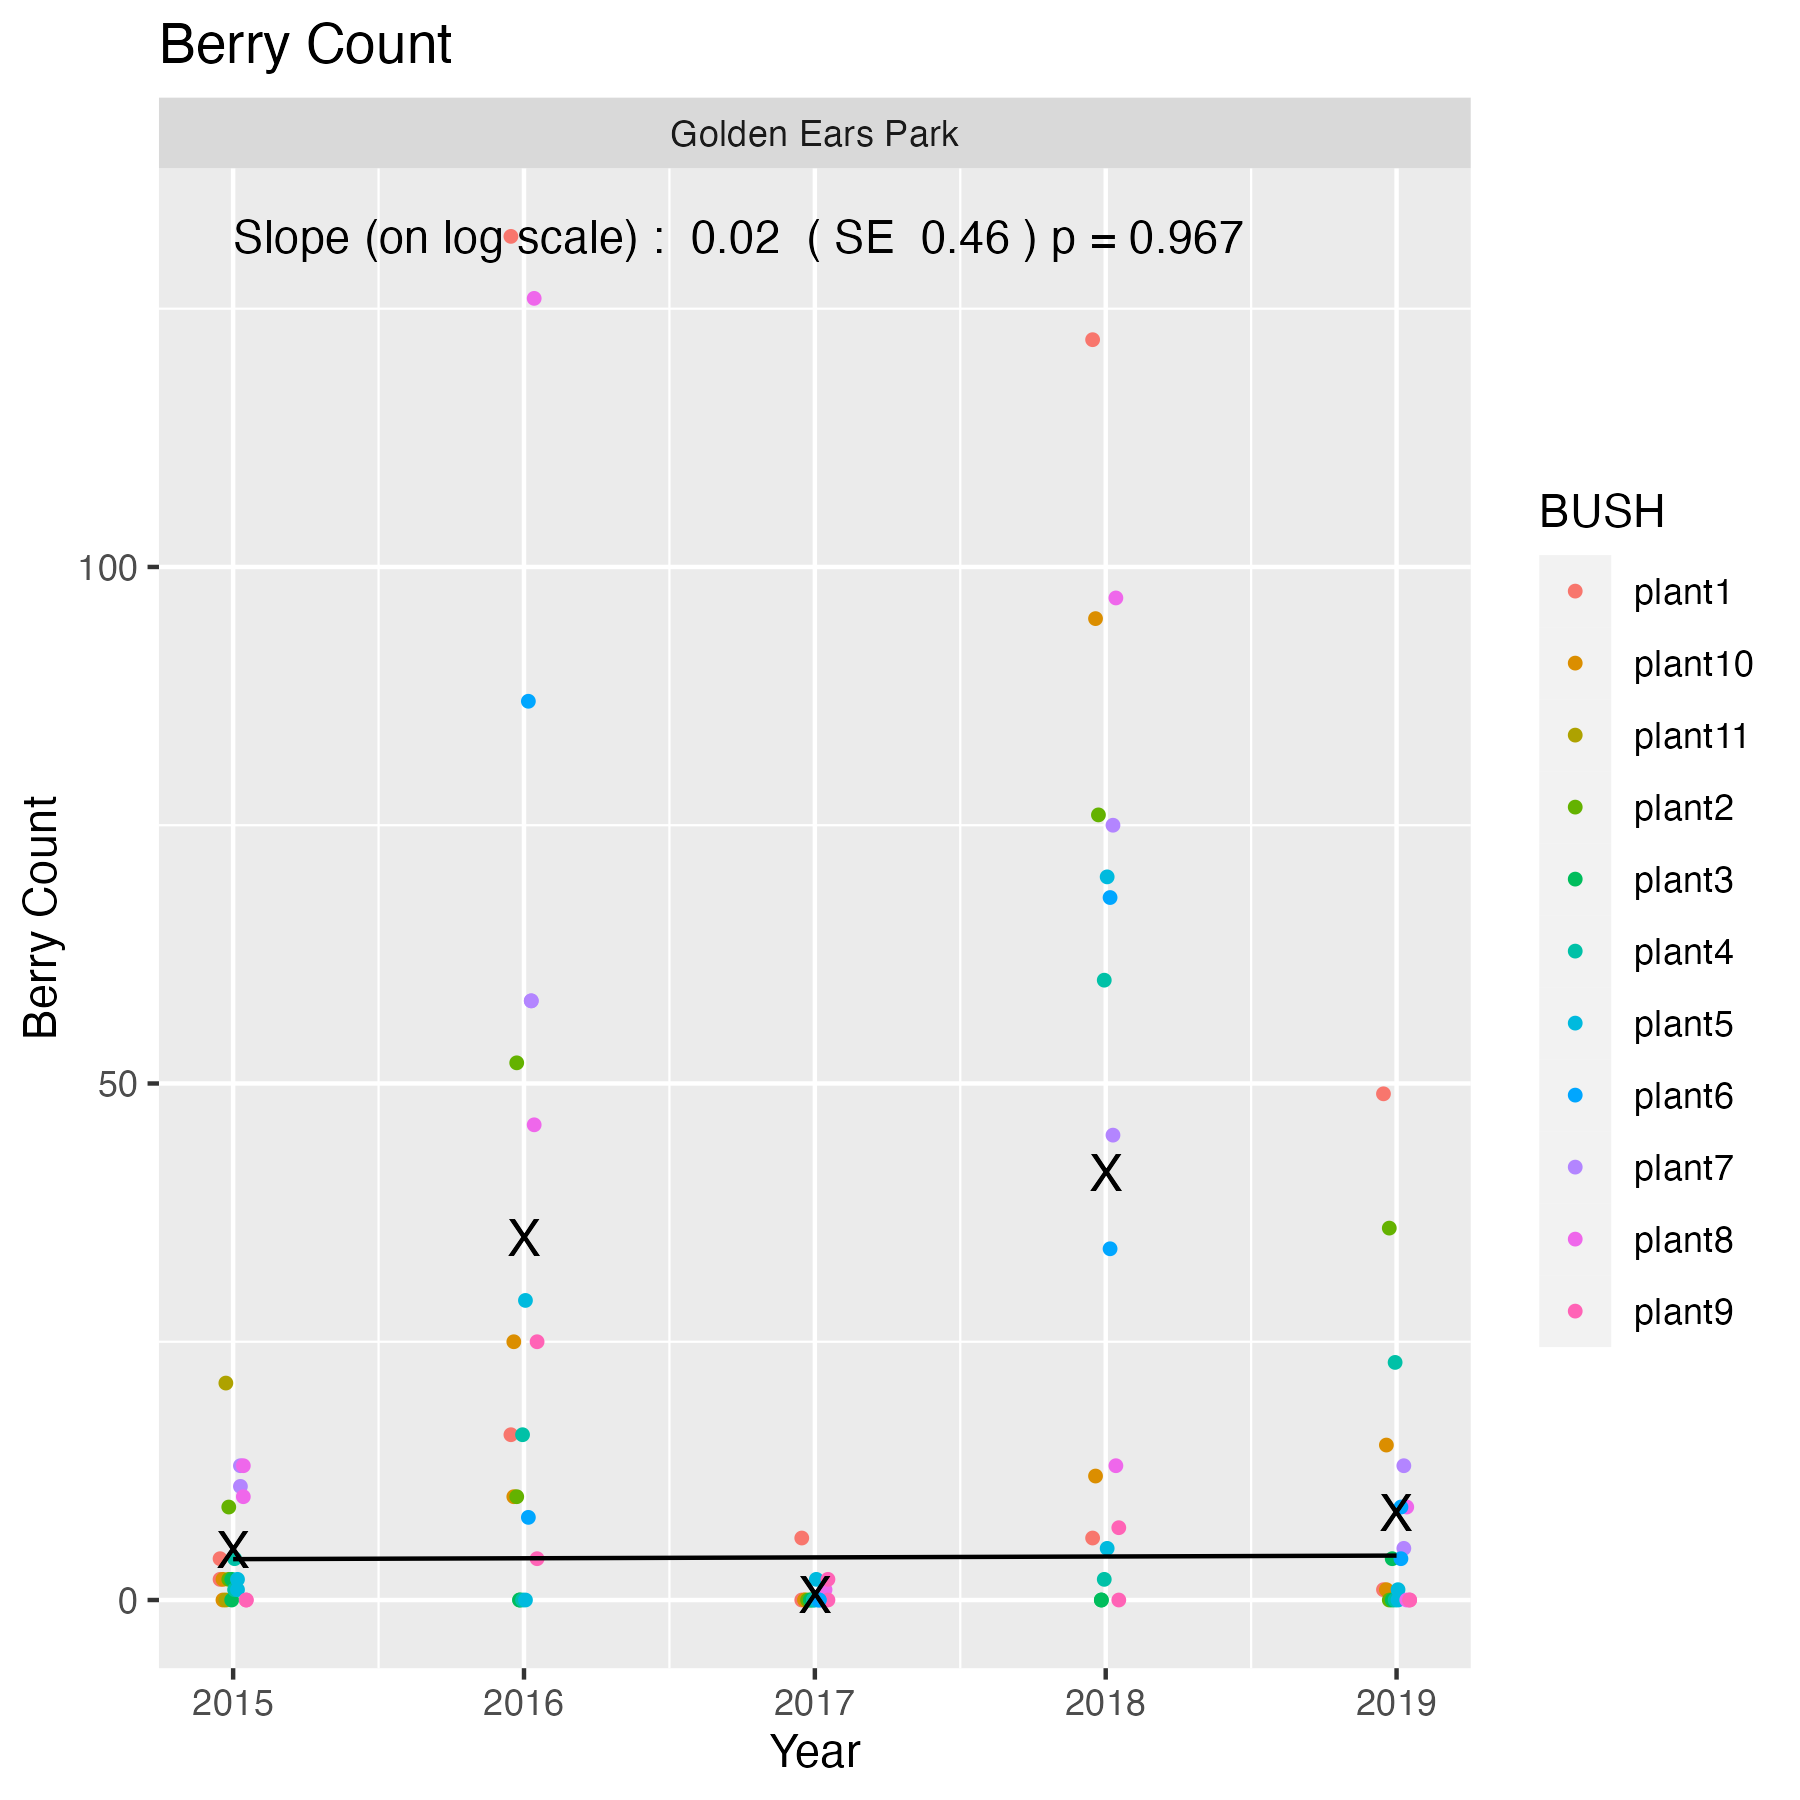 Berry Count
Golden Ears Park
Slope (on log scale) : 0.02 ( SE 0.46 ) p = 0.967
100
50
0
Berry Count
X
X
X
X
X
2015
2016
2017
2018
2019
Year
BUSH
plant1
plant10
plant11
plant2
plant3
plant4
plant5
plant6
plant7
plant8
plant9